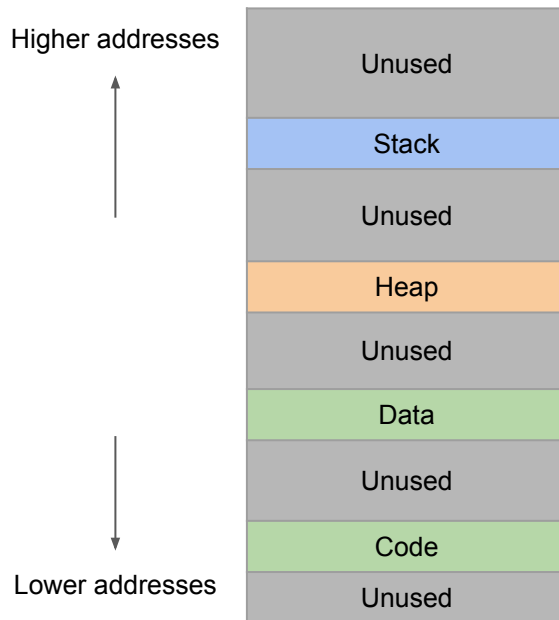 Higher addresses
Unused
Stack
Unused
Heap
Unused
Data
Unused
Code
Lower addresses
Unused